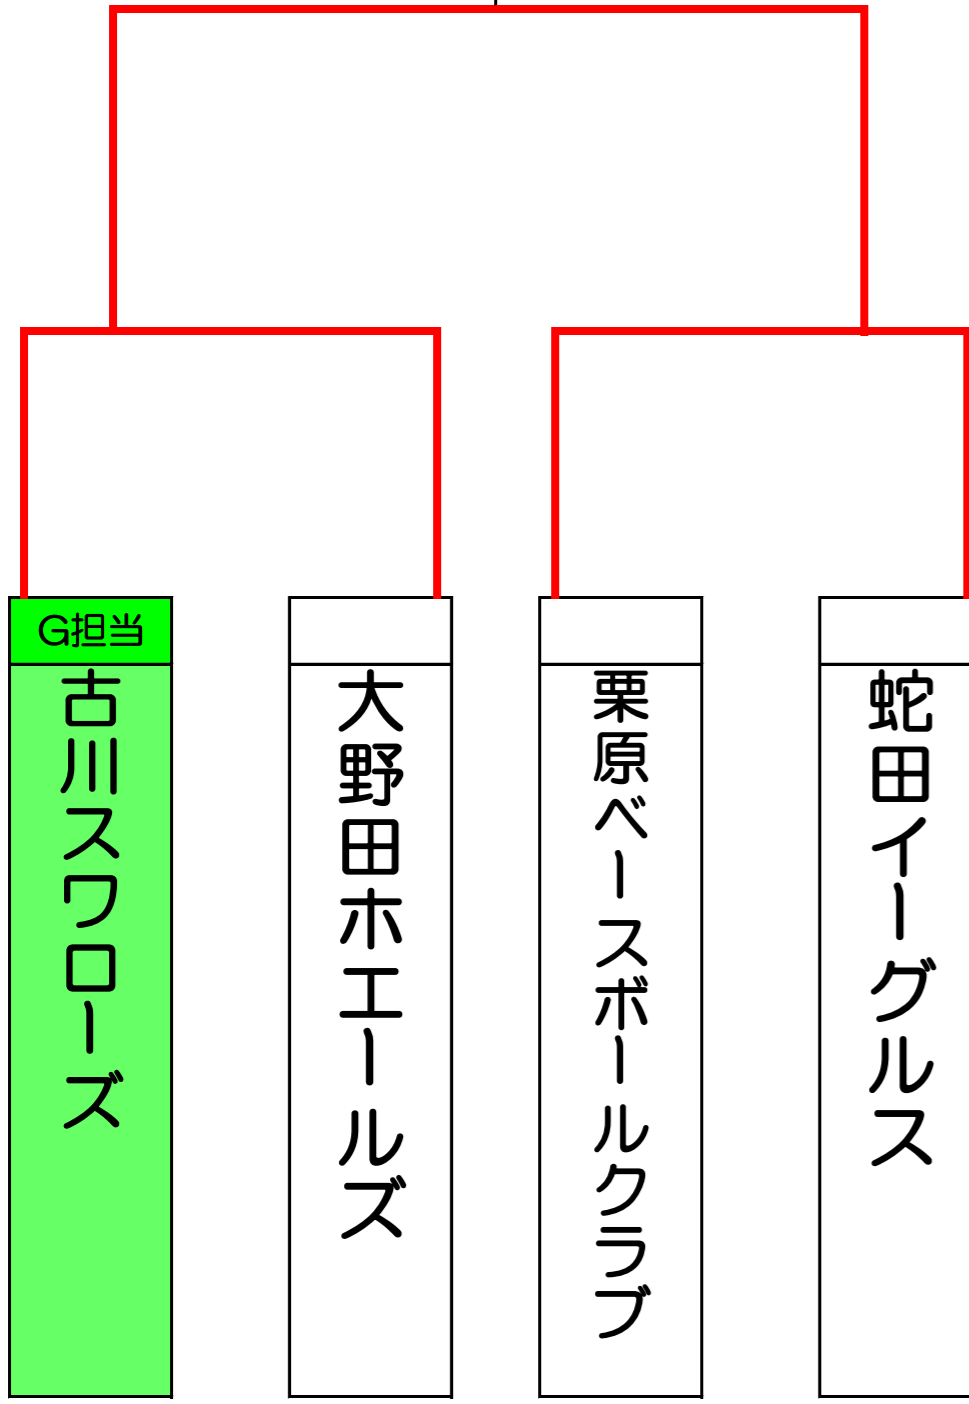 G担当
古川スワローズ
大野田ホエールズ
栗原ベースボールクラブ
蛇田イーグルス